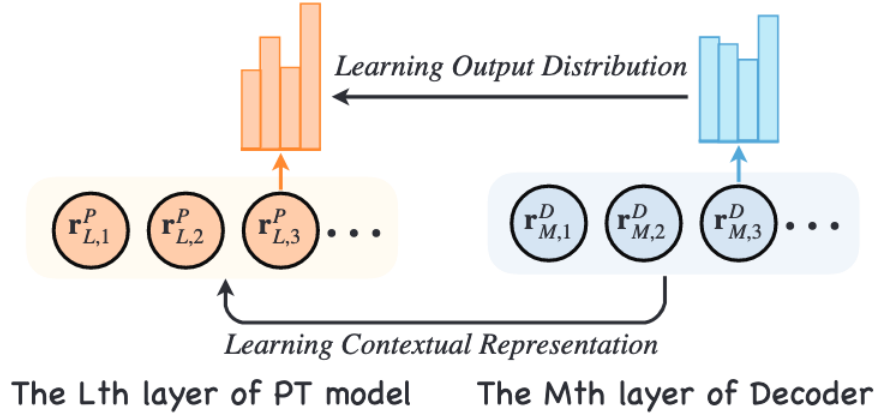 Learning Output Distribution
r^P_{L,1} r^P_{L,2} r^P_{L,3} ... r^D_{M,1} r^D_{M,2} r^D_{M,3} ...
Learning Contextual Representation
The Lth layer of PT model The Mth layer of Decoder